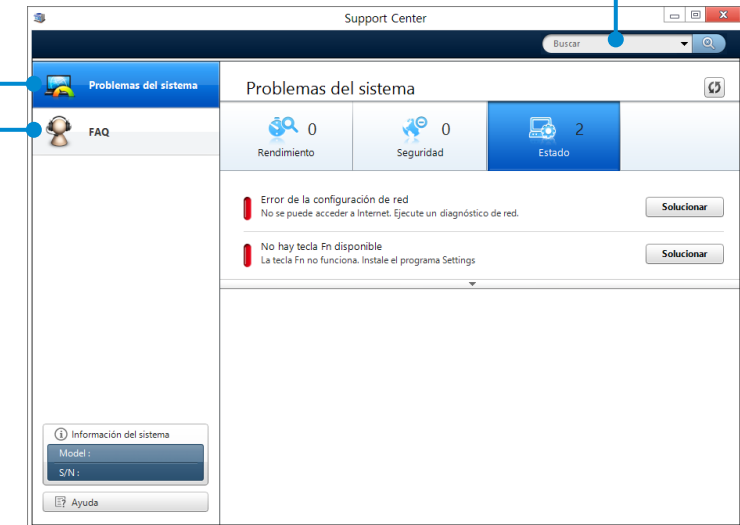 Support Center
Buscar
Problemas del sistema
FAQ
Problemas del sistema
0
Rendimiento
0
Seguridad
2
Estado
Error de la configuración de red
No se puede acceder a Internet. Ejecute un diagnóstico de red.
Solucionar
No hay tecla Fn disponible
La tecla Fn no funciona. Instale el programa Settings
Solucionar
Información del sistema
Model :
S/N :
Ayuda